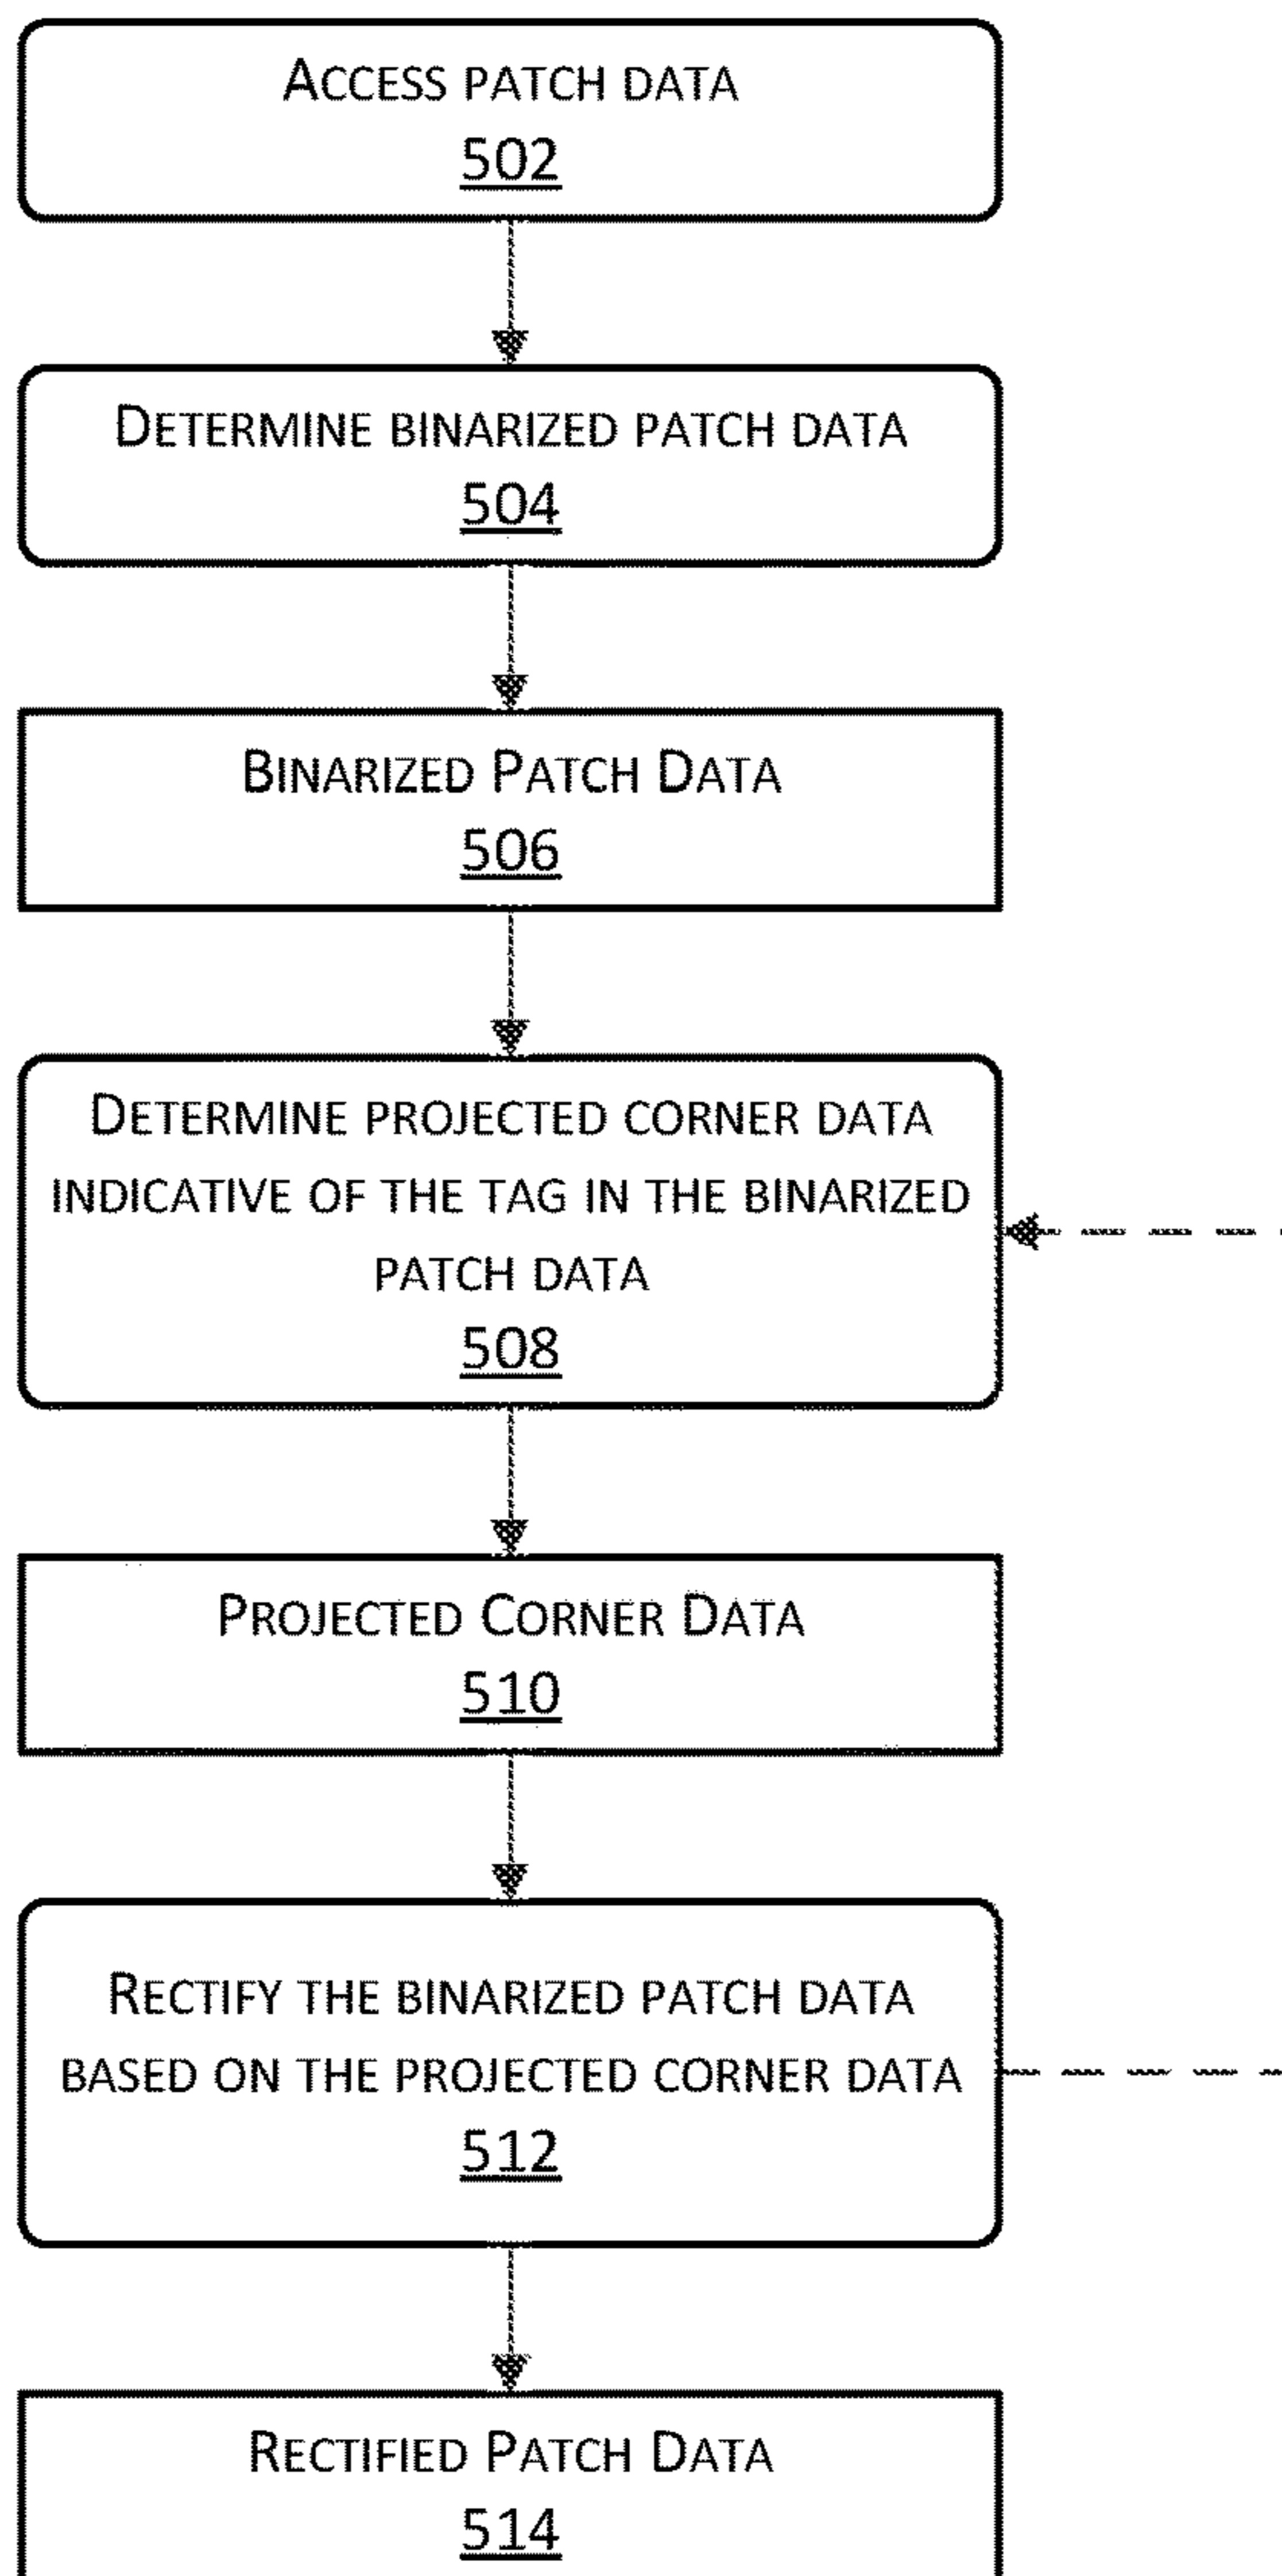 ACCESS PATCH DATA
502
DETERMINE BINARIZED PATCH DATA
504
BINARIZED PATCH DATA
506
DETERMINE PROJECTED CORNER DATA
INDICATIVE OF THE TAG IN THE BINARIZED
PATCH DATA
508
PROJECTED CORNER DATA
510
RECTIFY THE BINARIZED PATCH DATA
BASED ON THE PROJECTED CORNER DATA
512
RECTIFIED PATCH DATA
514